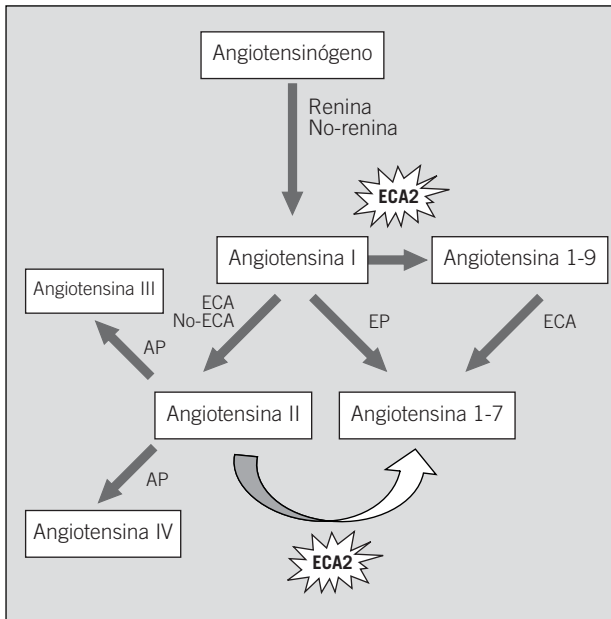 Angiotensinógeno
Renina
No-renina
ECA2
Angiotensina I
Angiotensina 1-9
Angiotensina III
ECA
No-ECA
EP
ECA
AP
Angiotensina II
Angiotensina 1-7
AP
Angiotensina IV
ECA2